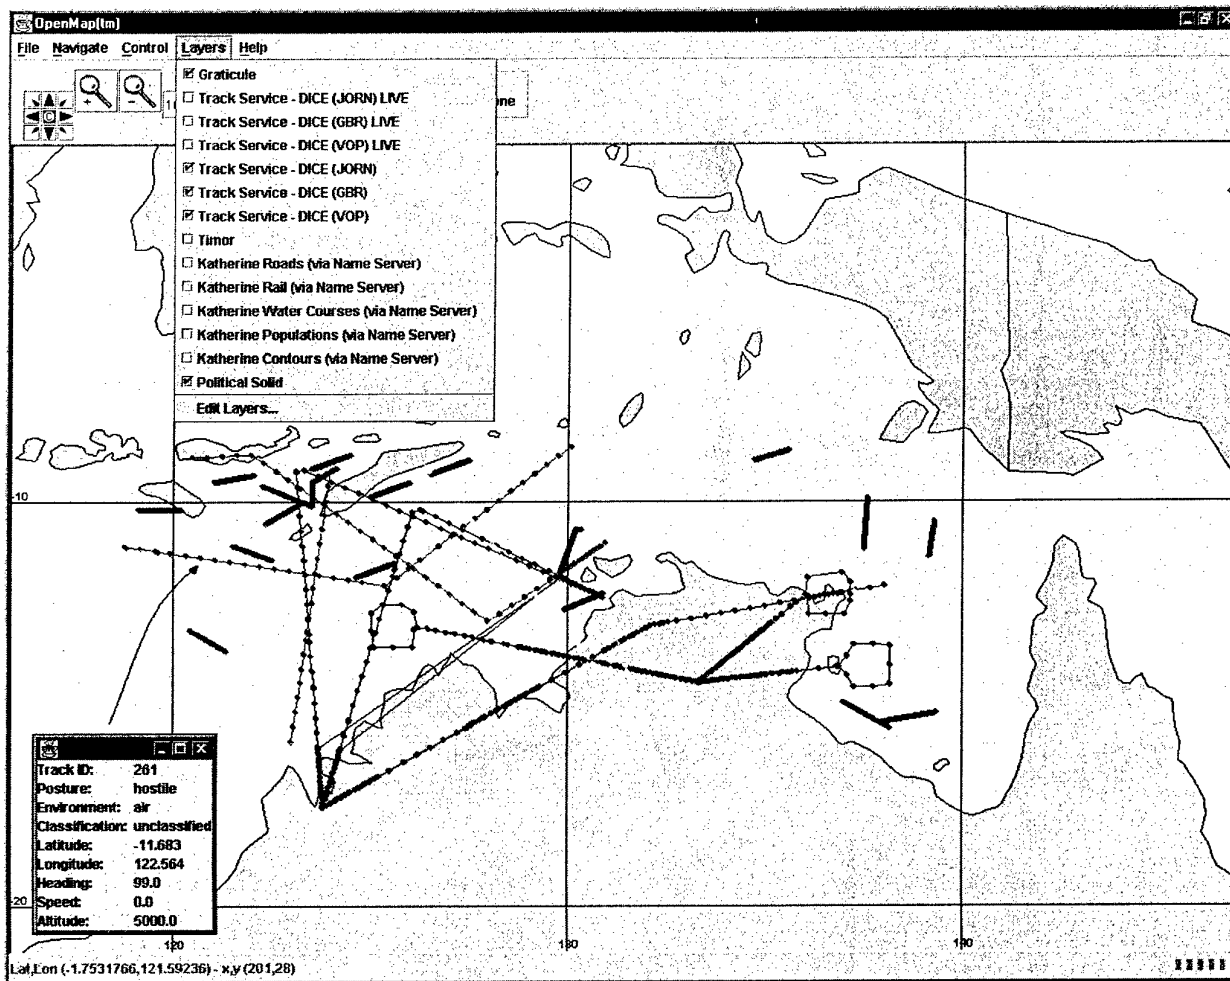 OpenMap[tm]
File Navigate Control Layers Help
Graticule
Track Service - DICE (JORN) LIVE
Track Service - DICE (GBR) LIVE
Track Service - DICE (VOP) LIVE
Track Service - DICE (JORN)
Track Service - DICE (GBR)
Track Service - DICE (VOP)
Timor
Katherine Roads (via Name Server)
Katherine Rail (via Name Server)
Katherine Water Courses (via Name Server)
Katherine Populations (via Name Server)
Katherine Contours (via Name Server)
Political Solid
Edit Layers...
-10
Track ID: 261
Posture: hostile
Environment: air
Classification: unclassified
Latitude: -11.683
Longitude: 122.564
Heading: 99.0
Speed: 0.0
Altitude: 5000.0
-20
120 130
Lat,Lon (-1.7531766,121.59236) - x,y (201,28)